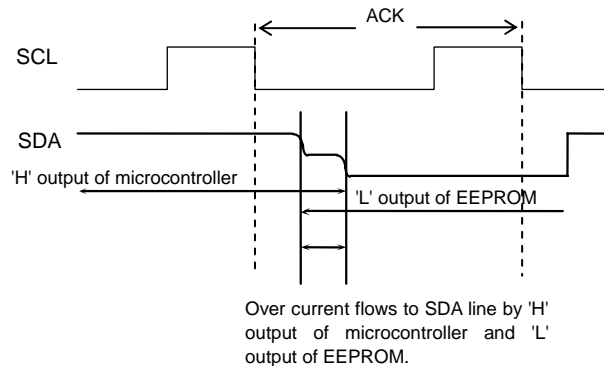 ACK
SCL
SDA
'H' output of microcontroller
'L' output of EEPROM
Over current flows to SDA line by 'H'
output of microcontroller and 'L'
output of EEPROM.